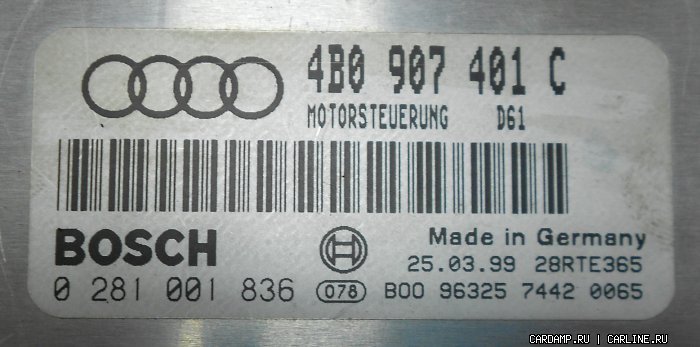 4B0 907 401 C
MOTORSTEUERUNG D61
BOSCH
Made in Germany
25.03.99 28RTE365
0 281 001 836 078 B00 96325 7442 0065
CARDAMP.RU | CARLINE.RU